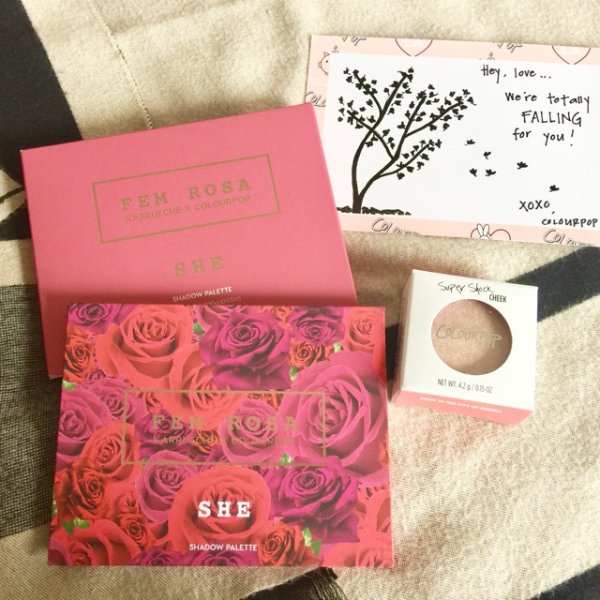 FEM ROSA
KARRUECHE X COLOURPOP
SHE
SHADOW PALETTE
Hey, love...
We're totally
FALLING
for you!
XOXO,
COLOURPOP
Super Shock
CHEEK
COLOURPOP
NET WT. 4.2 g / 0.15 OZ
FEM ROSA
KARRUECHE X COLOURPOP
SHE
SHADOW PALETTE